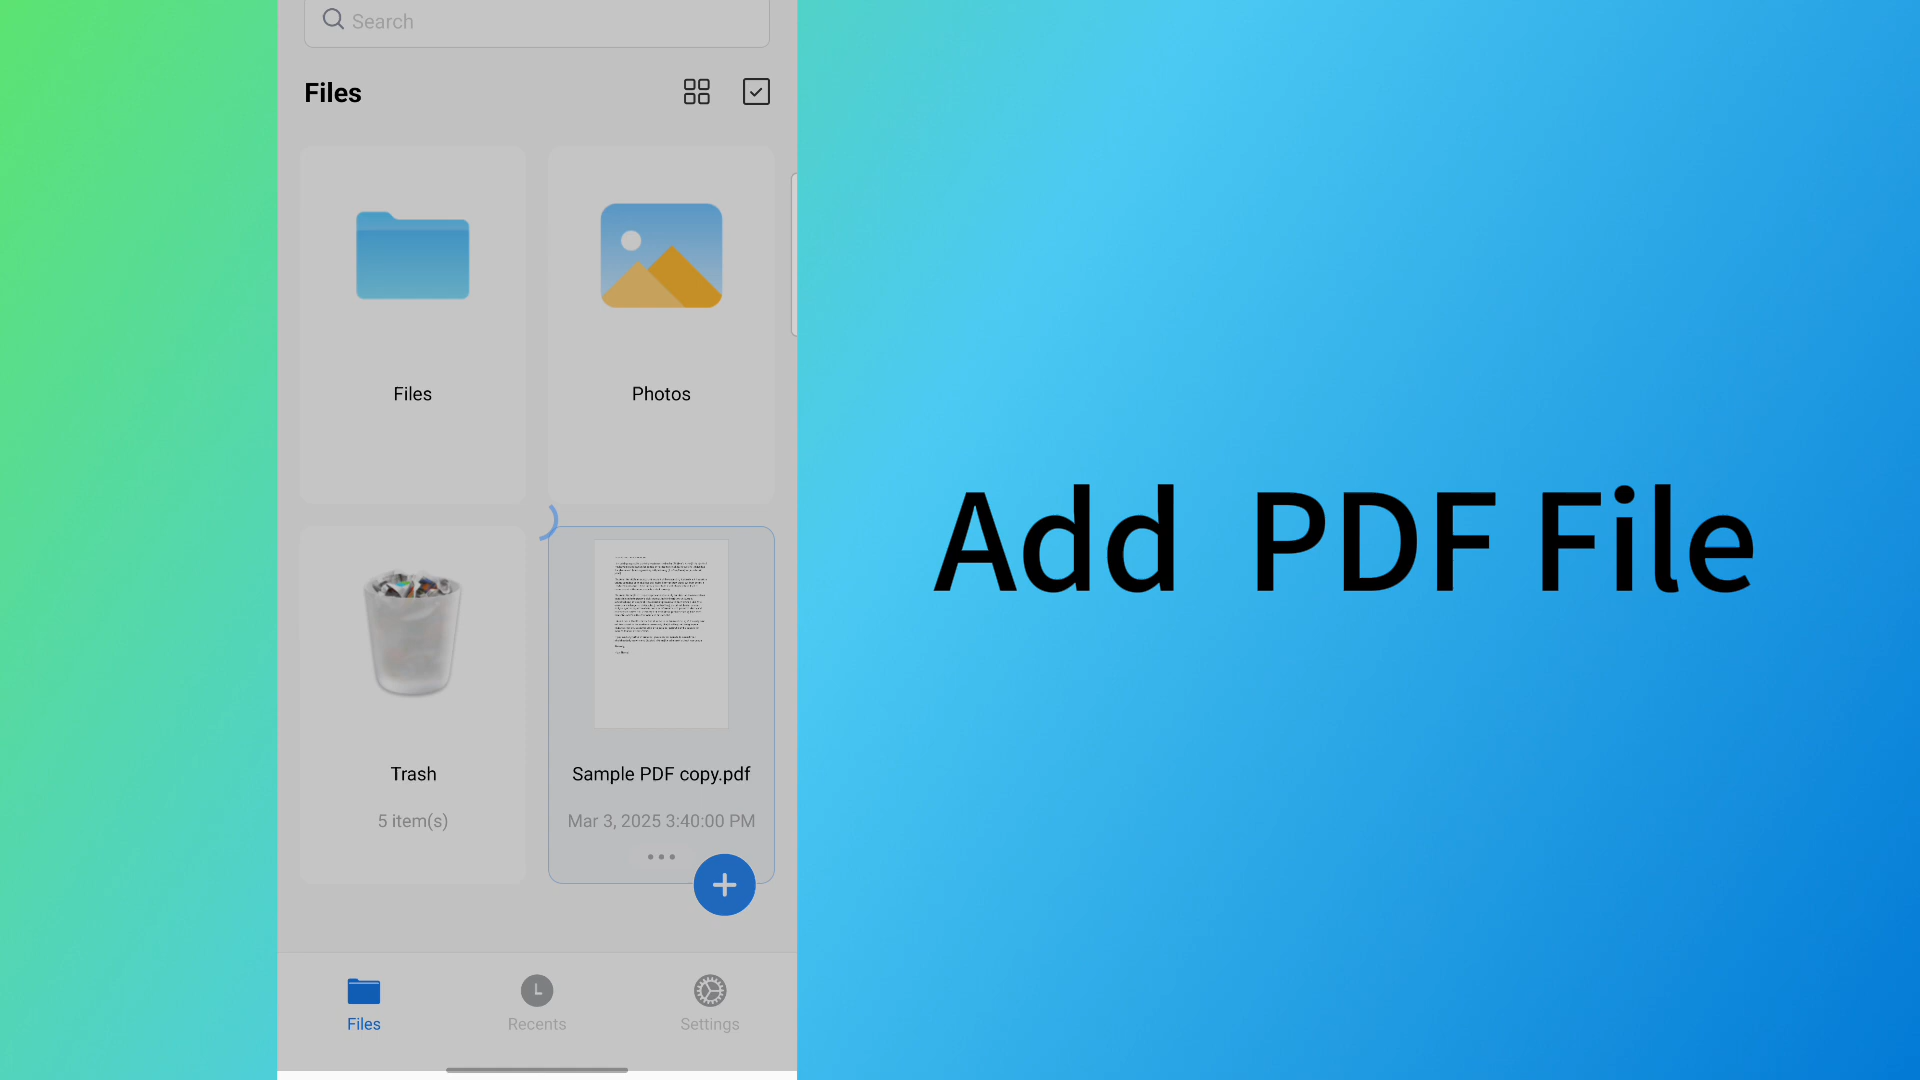 Search
Files
Files
Photos
Trash
5 item(s)
Sample PDF copy.pdf
Mar 3, 2025 3:40:00 PM
Files
Recents
Settings
Add PDF File